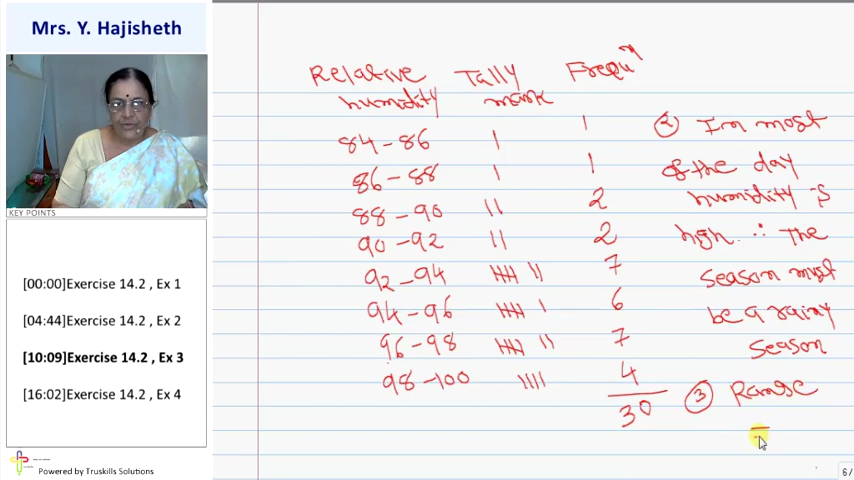 Mrs. Y. Hajisheth
KEY POINTS
[00:00]Exercise 14.2 , Ex 1
[04:44]Exercise 14.2 , Ex 2
[10:09]Exercise 14.2 , Ex 3
[16:02]Exercise 14.2 , Ex 4
Powered by Truskills Solutions
Relative humidity Tally mark Frequy
84-86 | 1
86-88 | 1
88-90 || 2
90-92 || 2
92-94 |||| || 7
94-96 |||| | 6
96-98 |||| || 7
98-100 |||| 4
30
② In most
of the day
humidity is
high. ∴ The
season must
be a rainy
season
③ Range
=
6/